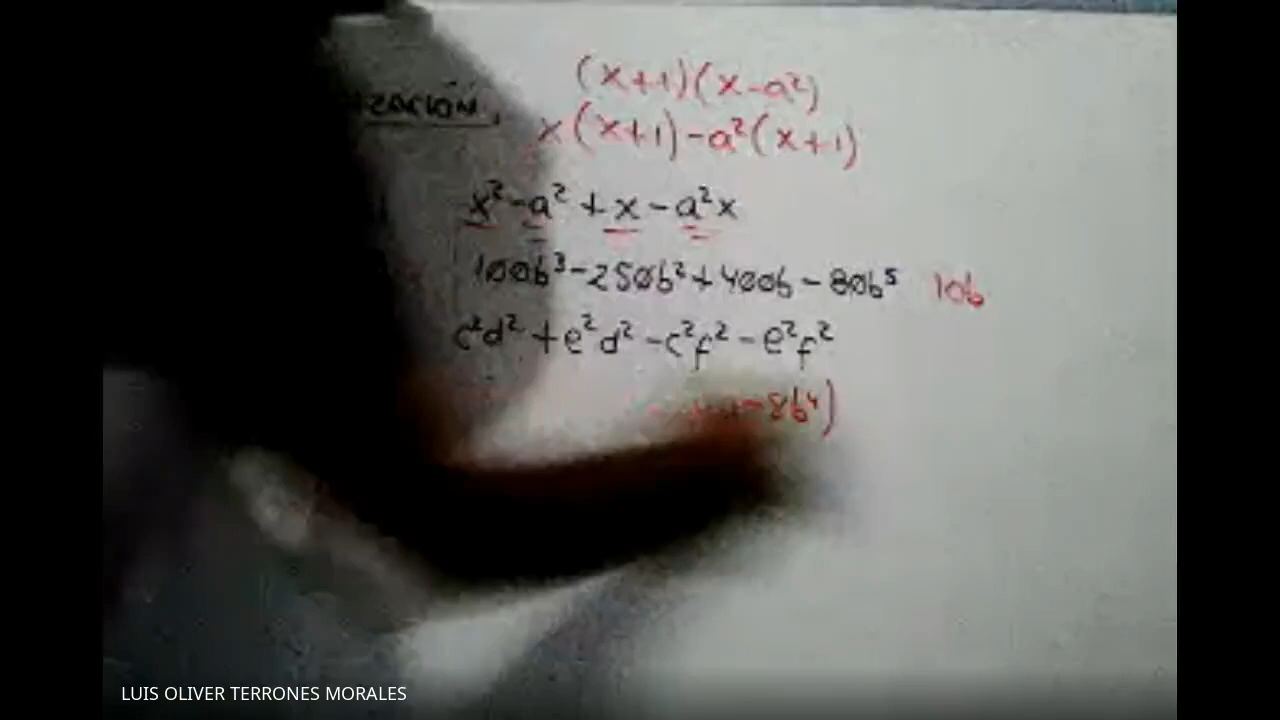 (x+1)(x-a²)
x(x+1)-a²(x+1)
x²-a²+x-a²x
100b³-250b²+400b-80b⁵ 10b
c²d²+e²d²-c²f²-e²f²
-8b⁴)
LUIS OLIVER TERRONES MORALES